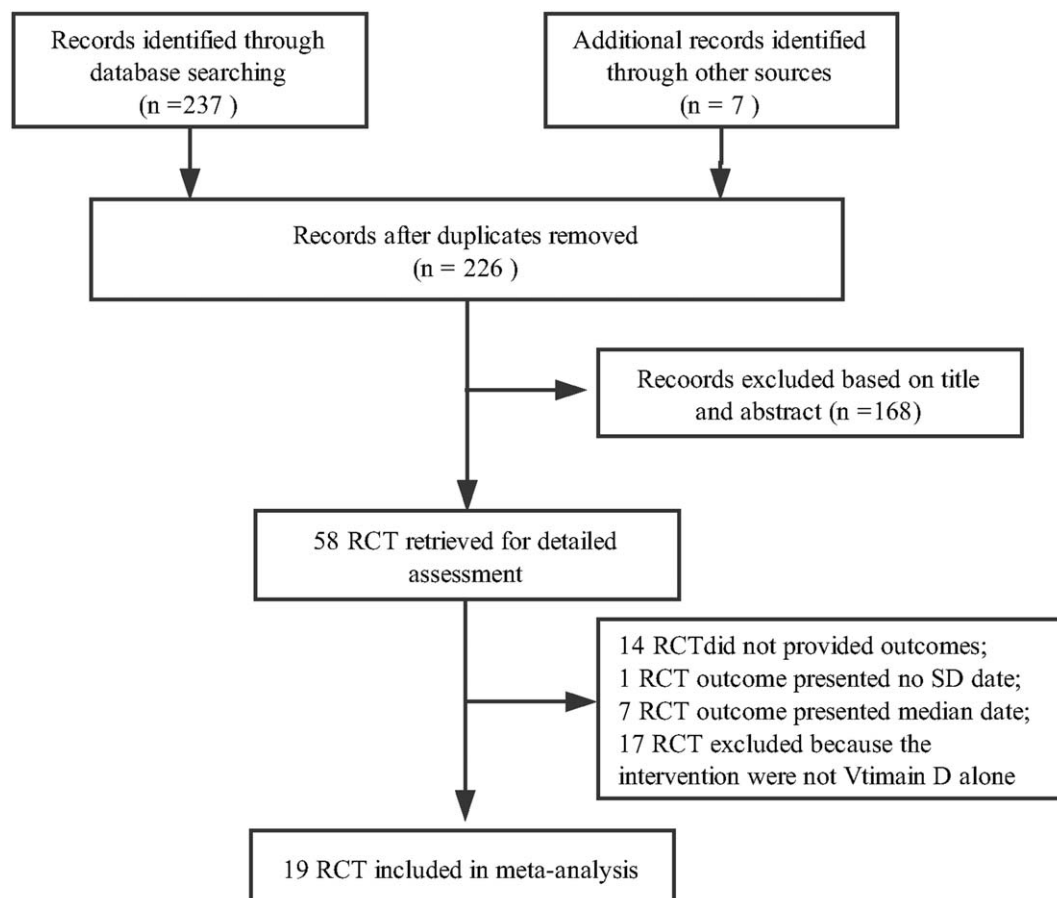 Records identified through
database searching
(n =237 )
Additional records identified
through other sources
(n = 7 )
Records after duplicates removed
(n = 226 )
Recoords excluded based on title
and abstract (n =168)
58 RCT retrieved for detailed
assessment
14 RCTdid not provided outcomes;
1 RCT outcome presented no SD date;
7 RCT outcome presented median date;
17 RCT excluded because the
intervention were not Vtimain D alone
19 RCT included in meta-analysis